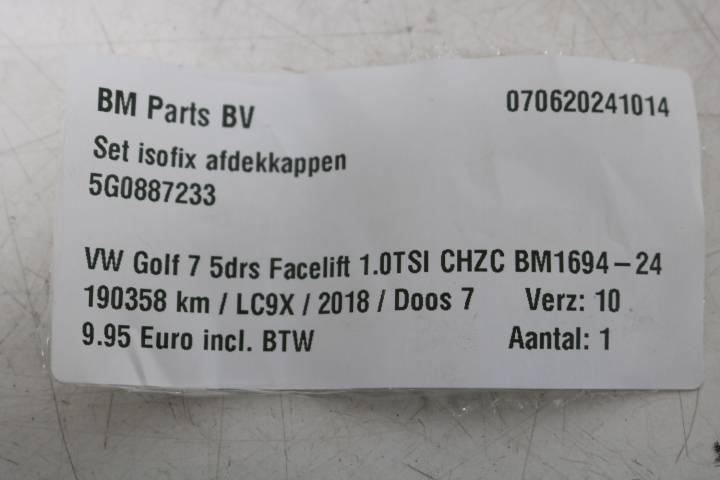 BM Parts BV 070620241014
Set isofix afdekkappen
5G0887233
VW Golf 7 5drs Facelift 1.0TSI CHZC BM1694-24
190358 km / LC9X / 2018 / Doos 7 Verz: 10
9.95 Euro incl. BTW Aantal: 1